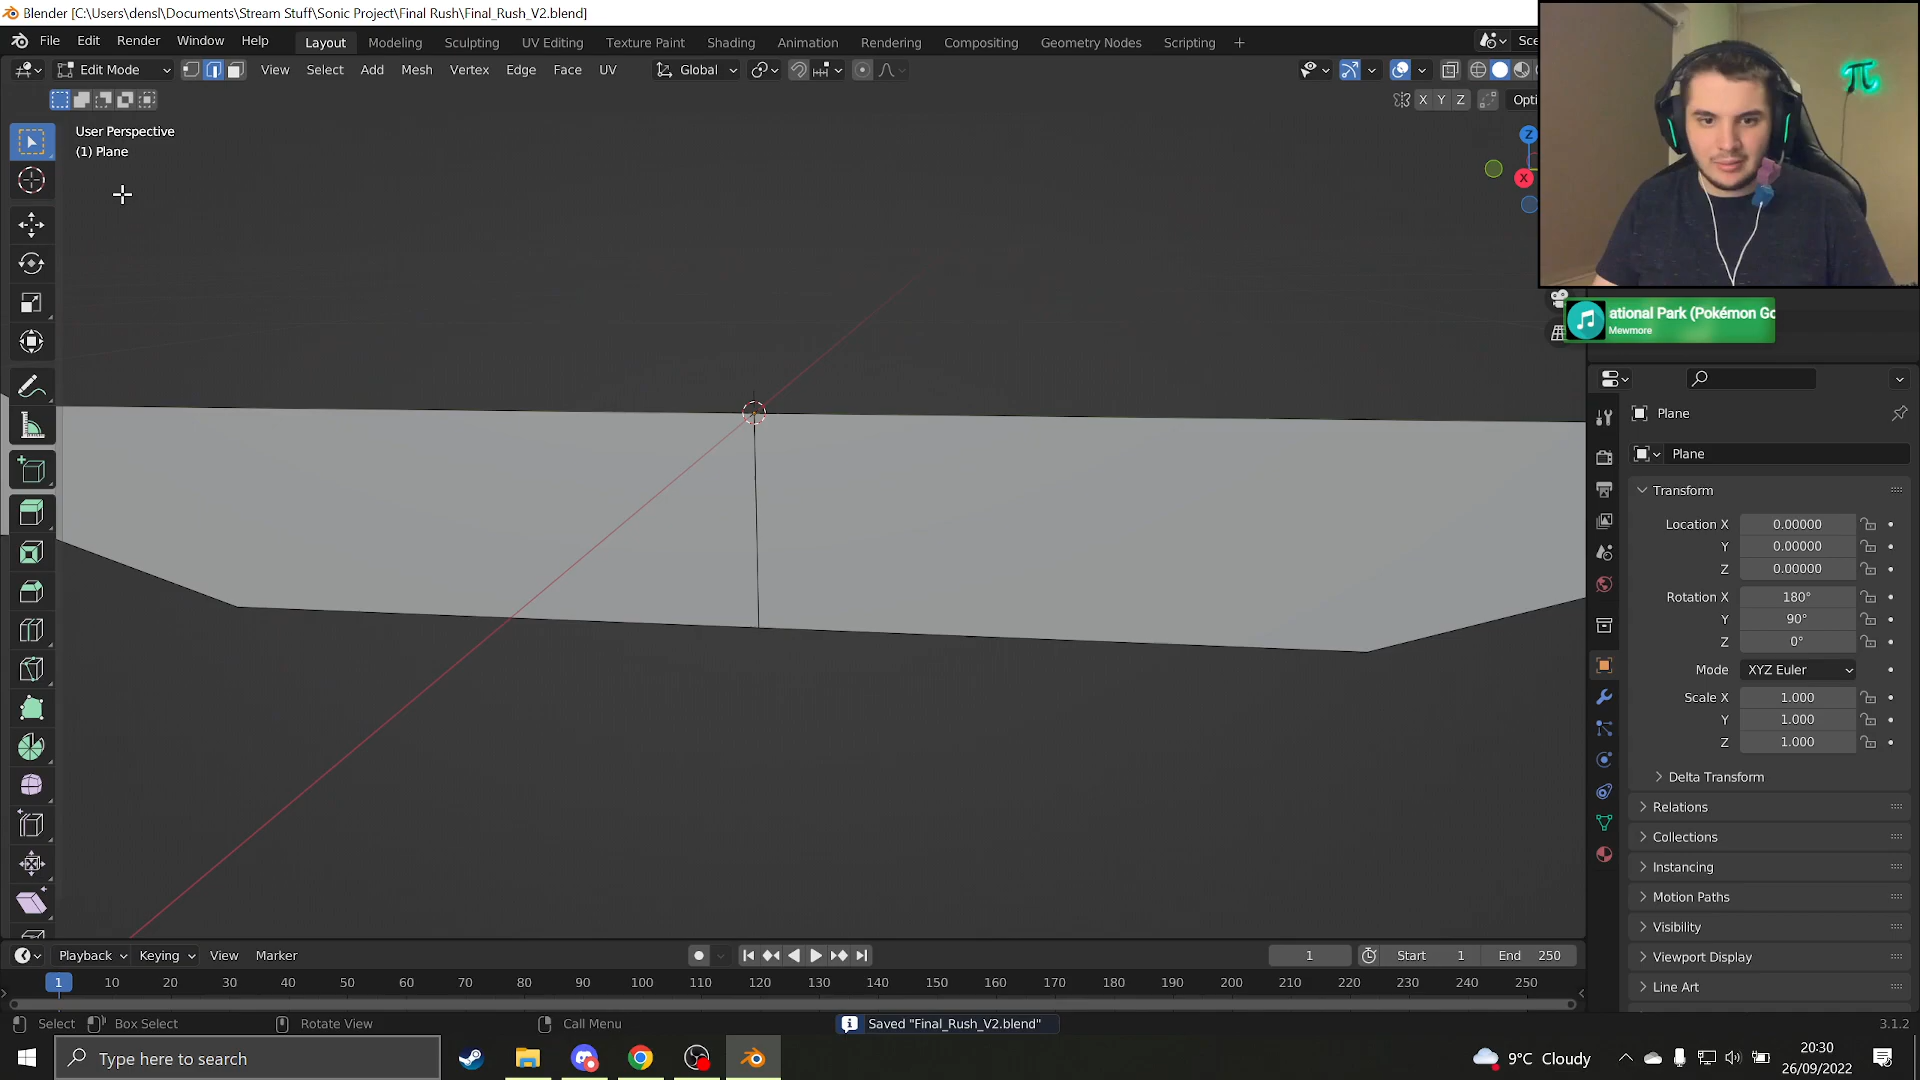 Blender [C:\Users\densl\Documents\Stream Stuff\Sonic Project\Final Rush\Final_Rush_V2.blend]
File Edit Render Window Help Layout Modeling Sculpting UV Editing Texture Paint Shading Animation Rendering Compositing Geometry Nodes Scripting + Sce
Edit Mode View Select Add Mesh Vertex Edge Face UV Global
X Y Z Opti
User Perspective
(1) Plane
Z
X
ational Park (Pokémon Go
Mewmore
Plane
Plane
Transform
Location X 0.00000
Y 0.00000
Z 0.00000
Rotation X 180°
Y 90°
Z 0°
Mode XYZ Euler
Scale X 1.000
Y 1.000
Z 1.000
Delta Transform
Relations
Collections
Instancing
Motion Paths
Visibility
Viewport Display
Line Art
Playback Keying View Marker 1 Start 1 End 250
1 10 20 30 40 50 60 70 80 90 100 110 120 130 140 150 160 170 180 190 200 210 220 230 240 250
Select Box Select Rotate View Call Menu Saved "Final_Rush_V2.blend" 3.1.2
Type here to search 9°C Cloudy 20:30
26/09/2022